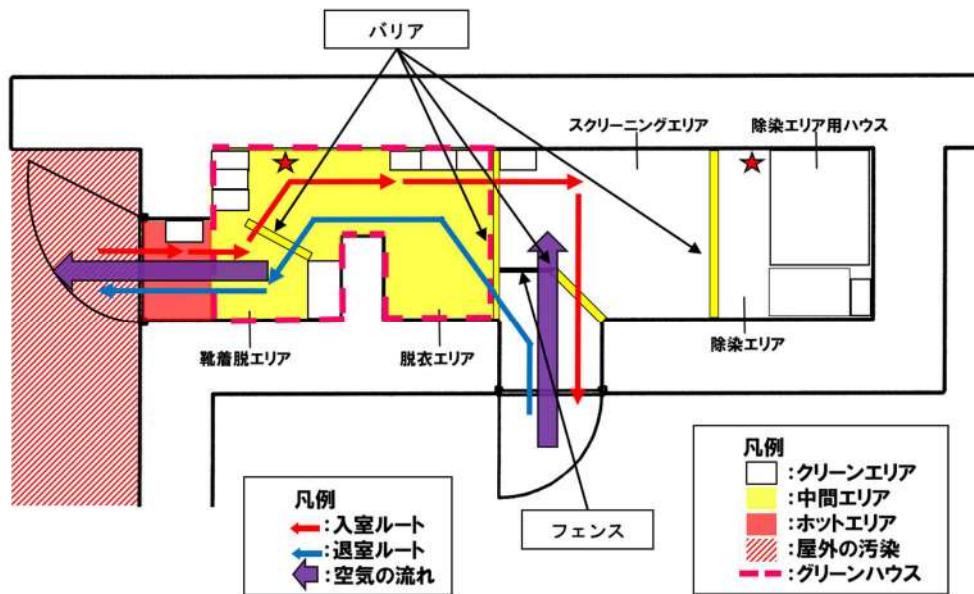 バリア
スクリーニングエリア
除染エリア用ハウス
靴着脱エリア
脱衣エリア
除染エリア
フェンス
凡例
:入室ルート
:退室ルート
:空気の流れ
凡例
:クリーンエリア
:中間エリア
:ホットエリア
:屋外の汚染
:グリーンハウス